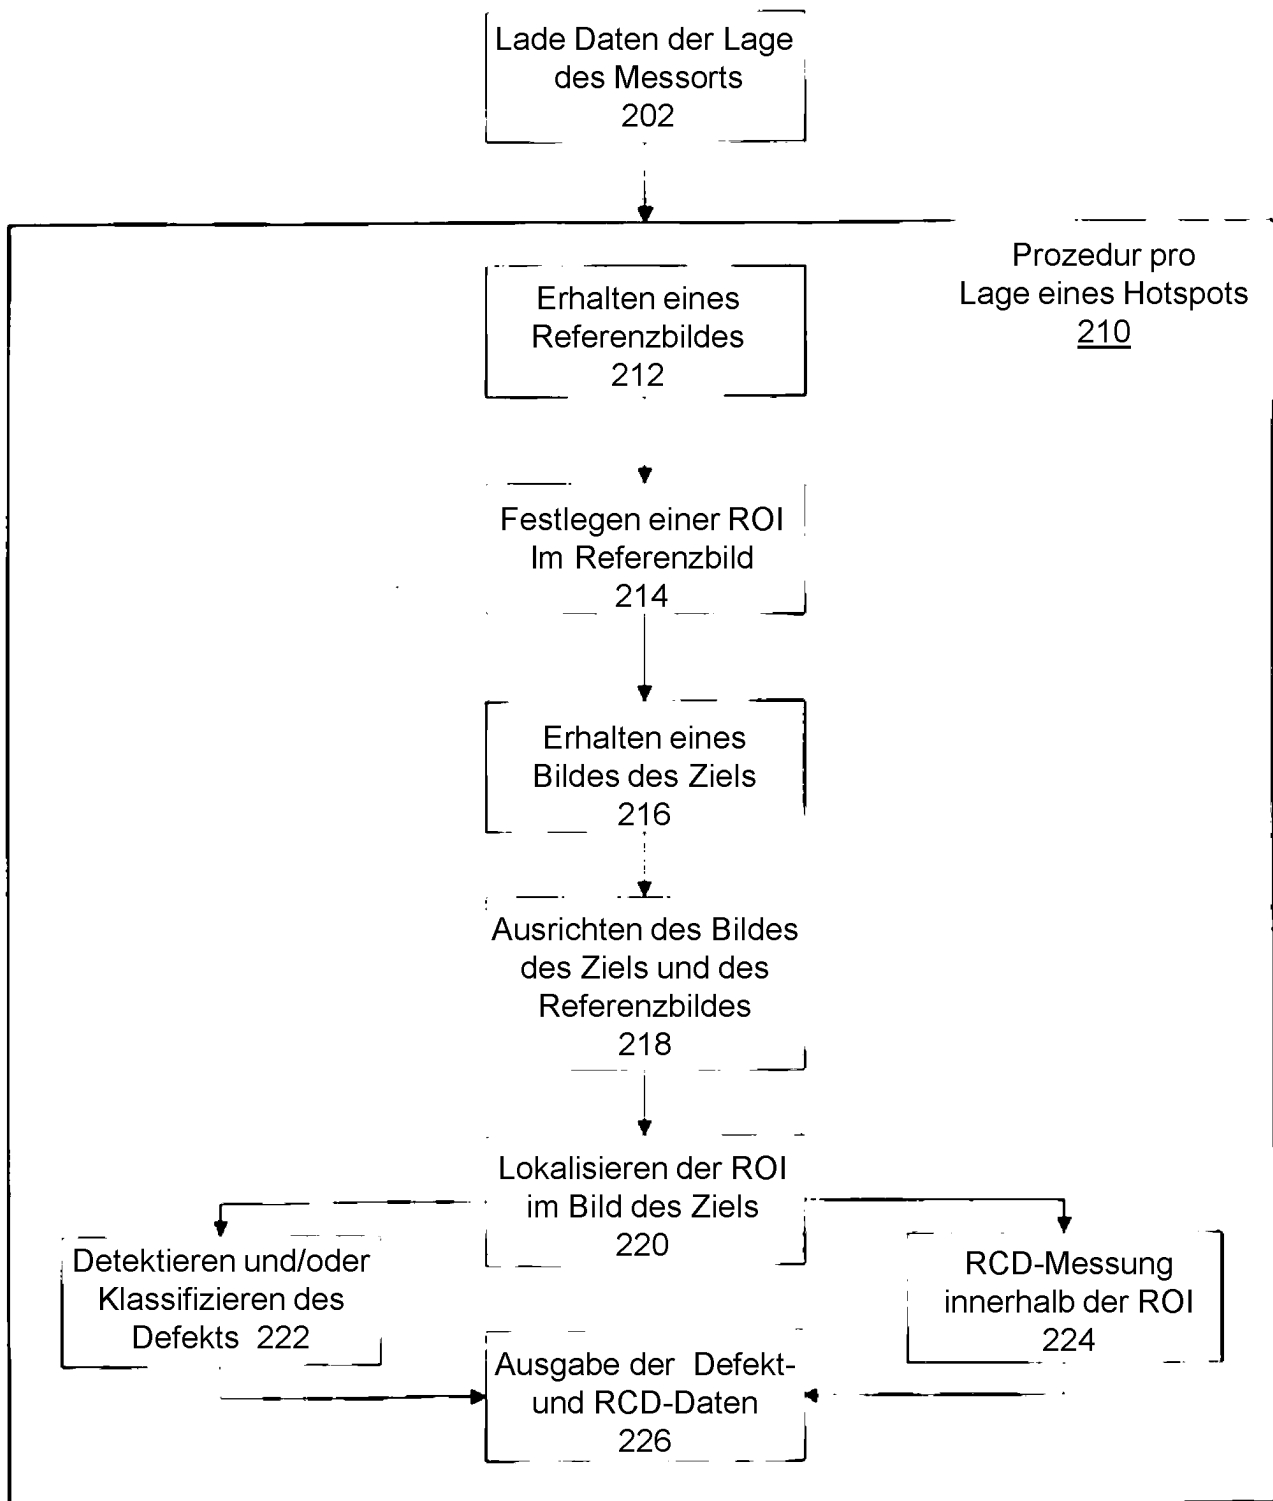 Lade Daten der Lage
des Messorts
202
Prozedur pro
Lage eines Hotspots
210
Erhalten eines
Referenzbildes
212
Festlegen einer ROI
Im Referenzbild
214
Erhalten eines
Bildes des Ziels
216
Ausrichten des Bildes
des Ziels und des
Referenzbildes
218
Lokalisieren der ROI
im Bild des Ziels
220
Detektieren und/oder
Klassifizieren des
Defekts 222
RCD-Messung
innerhalb der ROI
224
Ausgabe der Defekt-
und RCD-Daten
226